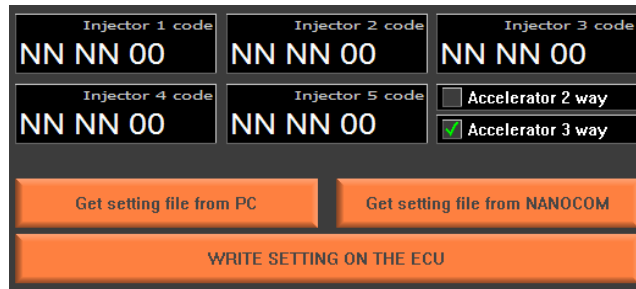 Injector 1 code
NN NN 00
Injector 2 code
NN NN 00
Injector 3 code
NN NN 00
Injector 4 code
NN NN 00
Injector 5 code
NN NN 00
Accelerator 2 way
Accelerator 3 way
Get setting file from PC
Get setting file from NANOCOM
WRITE SETTING ON THE ECU